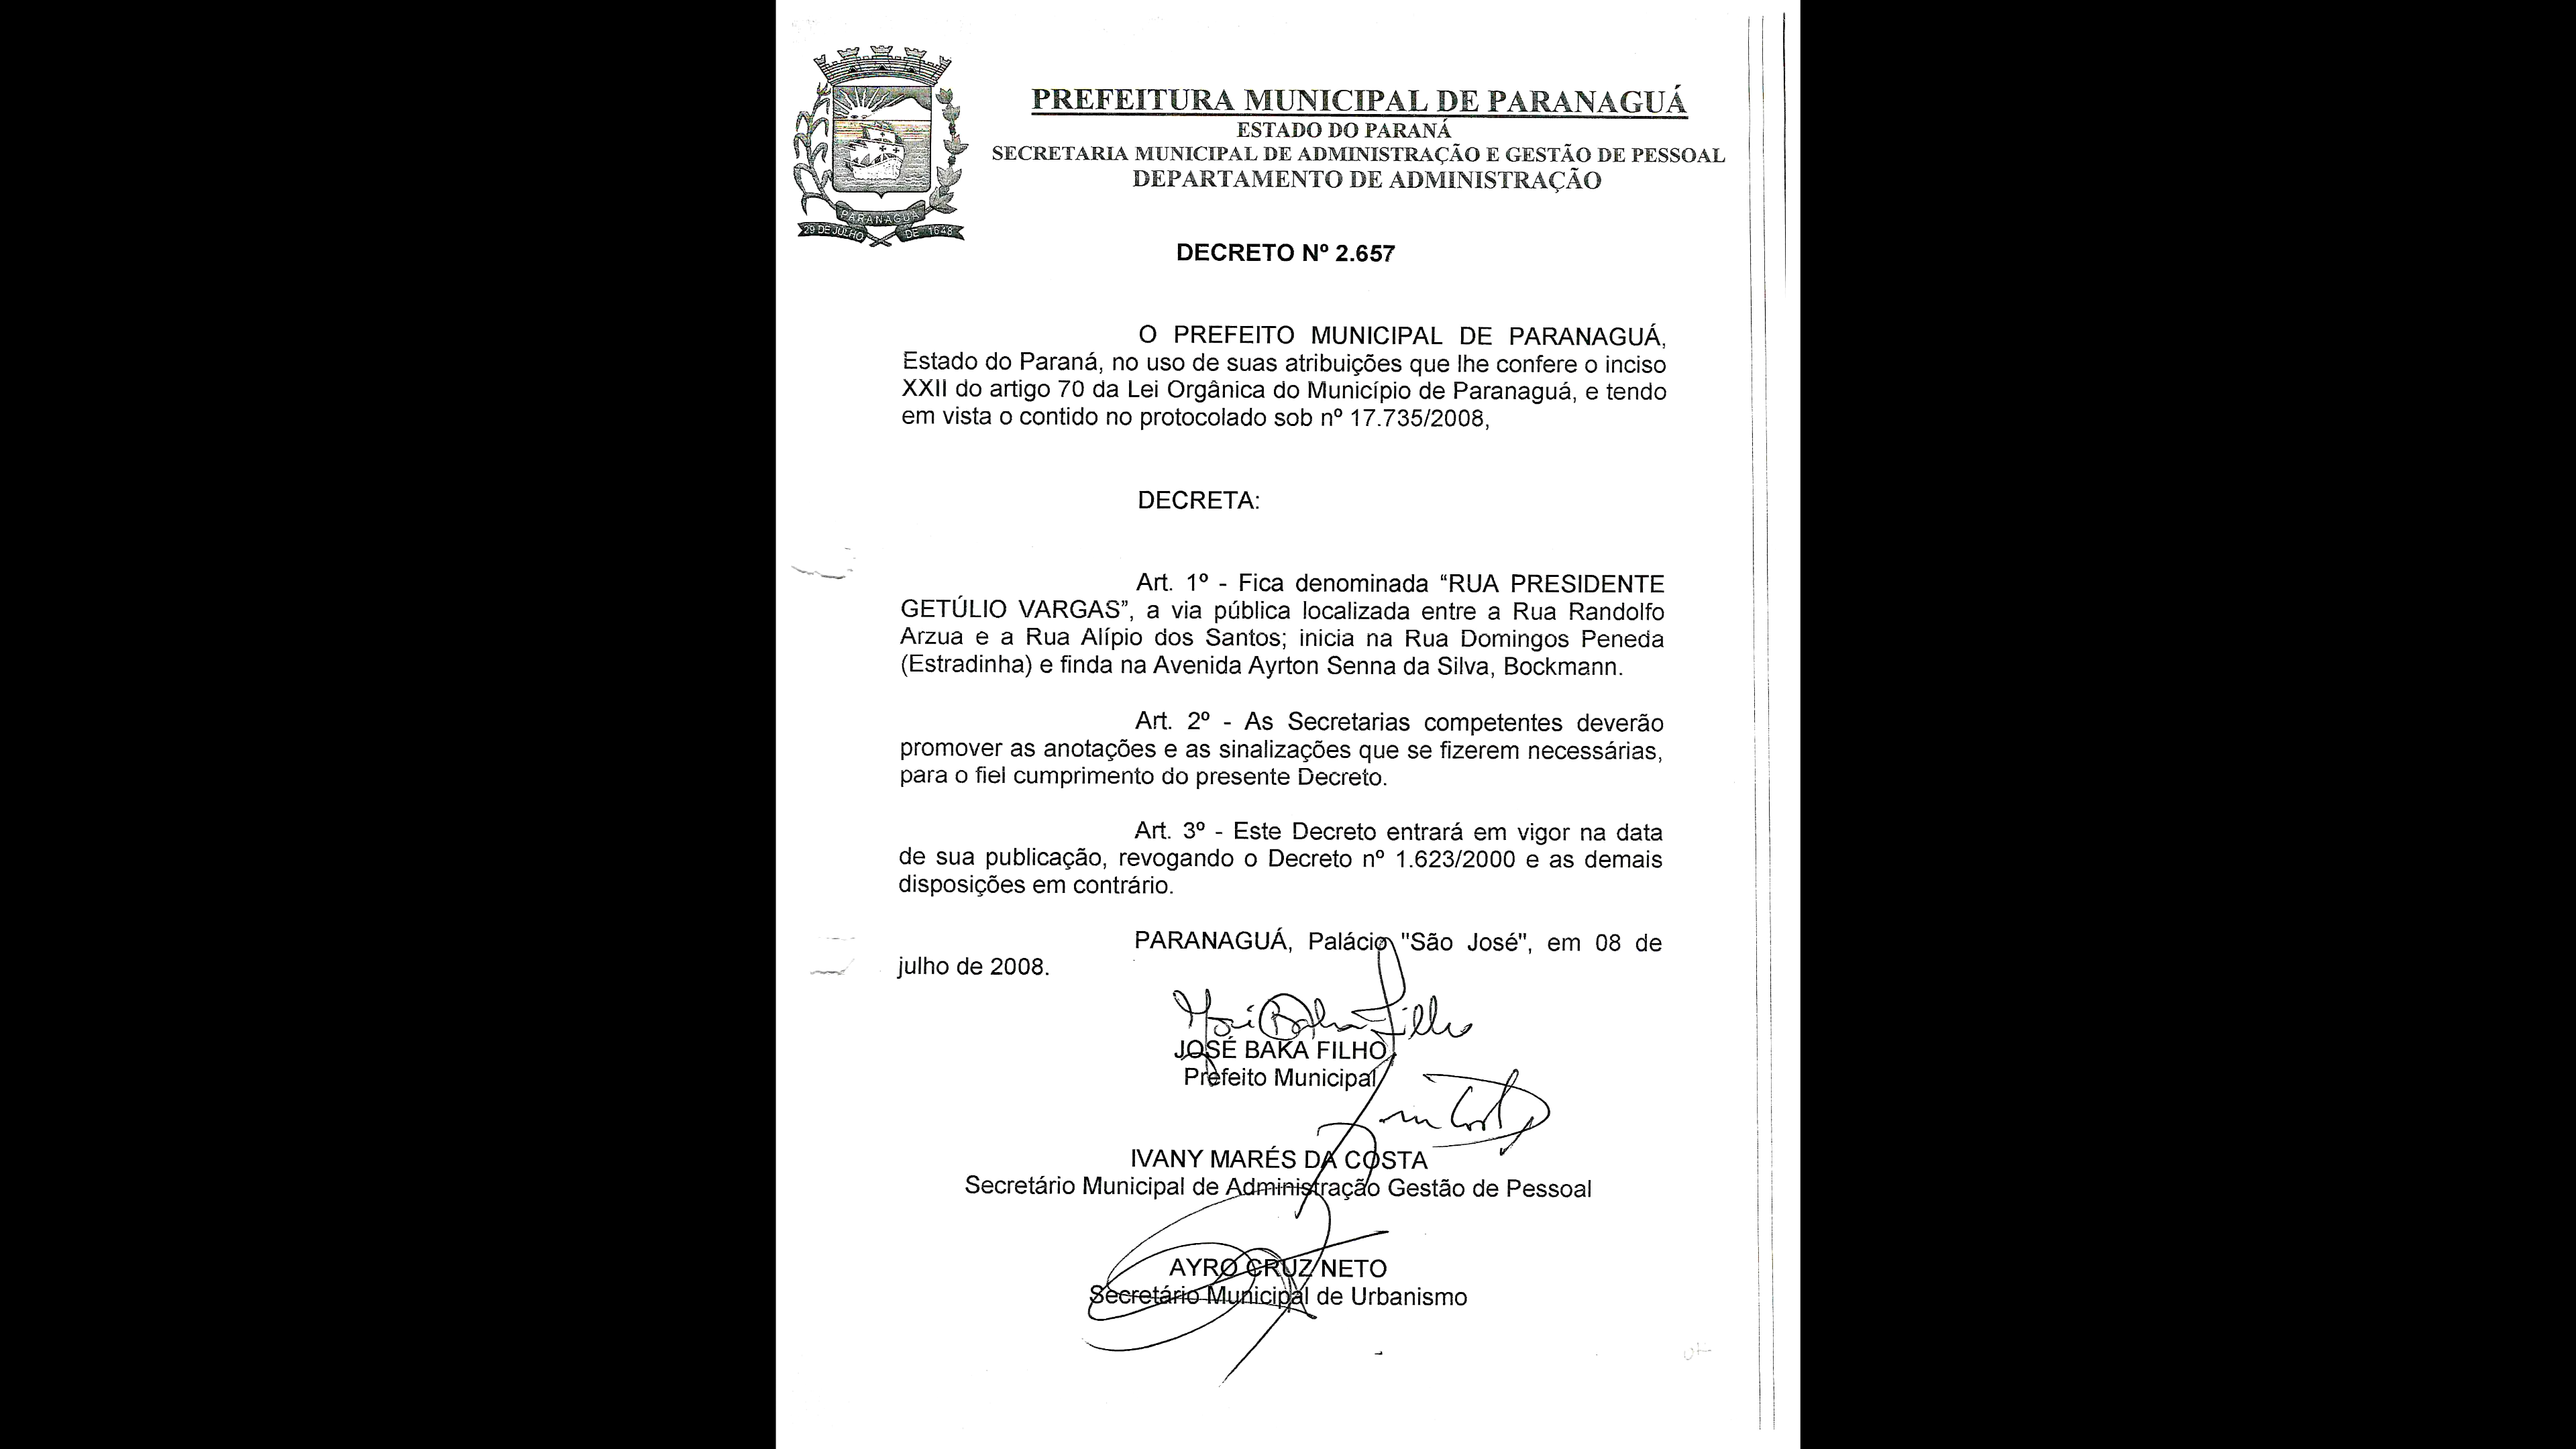 PREFEITURA MUNICIPAL DE PARANAGUÁ
ESTADO DO PARANÁ
SECRETARIA MUNICIPAL DE ADMINISTRAÇÃO E GESTÃO DE PESSOAL
DEPARTAMENTO DE ADMINISTRAÇÃO
PARANAGUÁ
29 DE JULHO DE 1648
DECRETO Nº 2.657
O PREFEITO MUNICIPAL DE PARANAGUÁ,
Estado do Paraná, no uso de suas atribuições que lhe confere o inciso
XXII do artigo 70 da Lei Orgânica do Município de Paranaguá, e tendo
em vista o contido no protocolado sob nº 17.735/2008,
DECRETA:
Art. 1º - Fica denominada “RUA PRESIDENTE
GETÚLIO VARGAS”, a via pública localizada entre a Rua Randolfo
Arzua e a Rua Alípio dos Santos; inicia na Rua Domingos Peneda
(Estradinha) e finda na Avenida Ayrton Senna da Silva, Bockmann.
Art. 2º - As Secretarias competentes deverão
promover as anotações e as sinalizações que se fizerem necessárias,
para o fiel cumprimento do presente Decreto.
Art. 3º - Este Decreto entrará em vigor na data
de sua publicação, revogando o Decreto nº 1.623/2000 e as demais
disposições em contrário.
PARANAGUÁ, Palácio "São José", em 08 de
julho de 2008.
José Baka Filho
JOSÉ BAKA FILHO
Prefeito Municipal
IVANY MARÉS DA COSTA
Secretário Municipal de Administração Gestão de Pessoal
AYRO CRUZ NETO
Secretário Municipal de Urbanismo